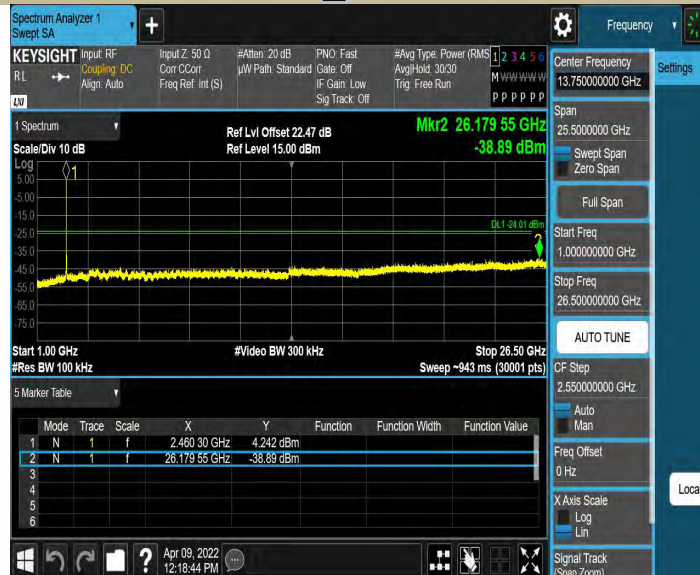 Spectrum Analyzer 1
Swept SA
+
Frequency
KEYSIGHT
RL
LXI
Input: RF
Coupling: DC
Align: Auto
Input Z: 50 Ω
Corr CCorr
Freq Ref: Int (S)
#Atten: 20 dB
µW Path: Standard
PNO: Fast
Gate: Off
IF Gain: Low
Sig Track: Off
#Avg Type: Power (RMS
Avg|Hold: 30/30
Trig: Free Run
1 2 3 4 5 6
M W W W W W
P P P P P P
Center Frequency
13.750000000 GHz
Settings
Span
25.5000000 GHz
Swept Span
Zero Span
Full Span
Start Freq
1.000000000 GHz
Stop Freq
26.500000000 GHz
AUTO TUNE
CF Step
2.550000000 GHz
Auto
Man
Freq Offset
0 Hz
X Axis Scale
Log
Lin
Signal Track
(Span Zoom)
Local
1 Spectrum
Scale/Div 10 dB
Ref Lvl Offset 22.47 dB
Ref Level 15.00 dBm
Mkr2 26.179 55 GHz
-38.89 dBm
Log
5.00
-5.00
-15.0
-25.0
-35.0
-45.0
-55.0
-65.0
-75.0
1
DL1 -24.01 dBm
2
Start 1.00 GHz
#Res BW 100 kHz
#Video BW 300 kHz
Stop 26.50 GHz
Sweep ~943 ms (30001 pts)
5 Marker Table
Mode Trace Scale X Y Function Function Width Function Value
1 N 1 f 2.460 30 GHz 4.242 dBm
2 N 1 f 26.179 55 GHz -38.89 dBm
3
4
5
6
?
Apr 09, 2022
12:18:44 PM